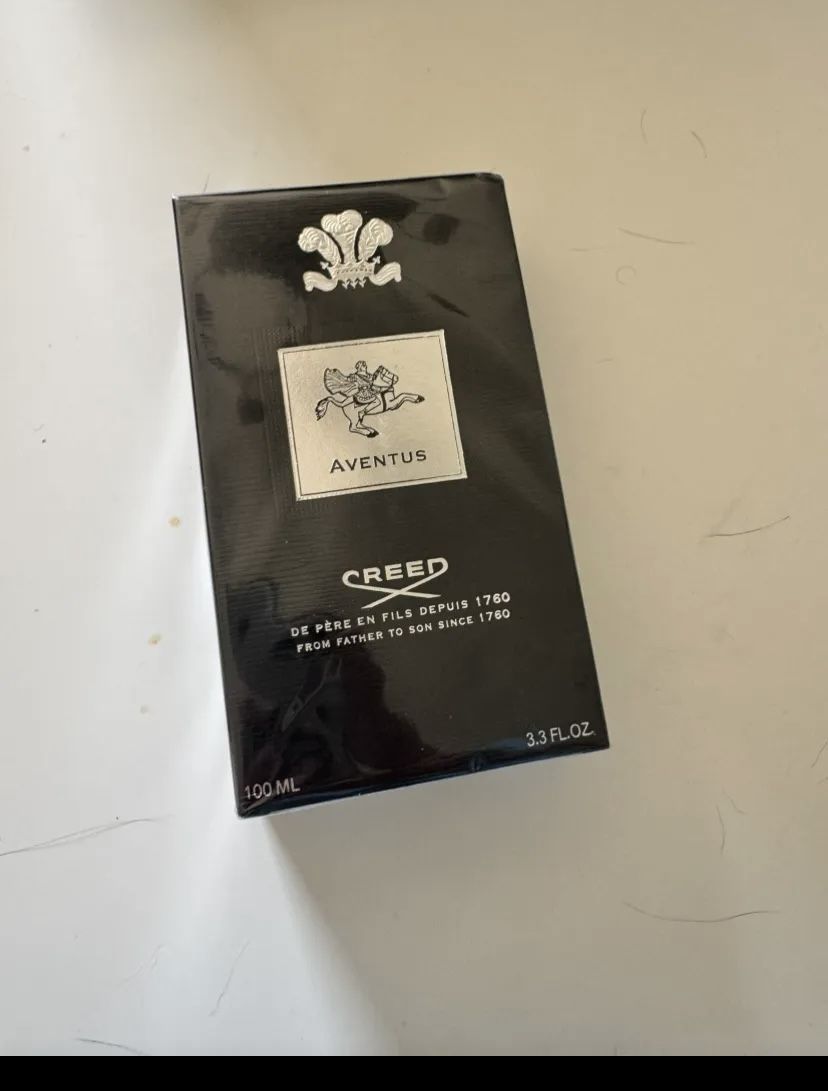 AVENTUS
CREED
DE PÈRE EN FILS DEPUIS 1760
FROM FATHER TO SON SINCE 1760
100 ML
3.3 FL.OZ.